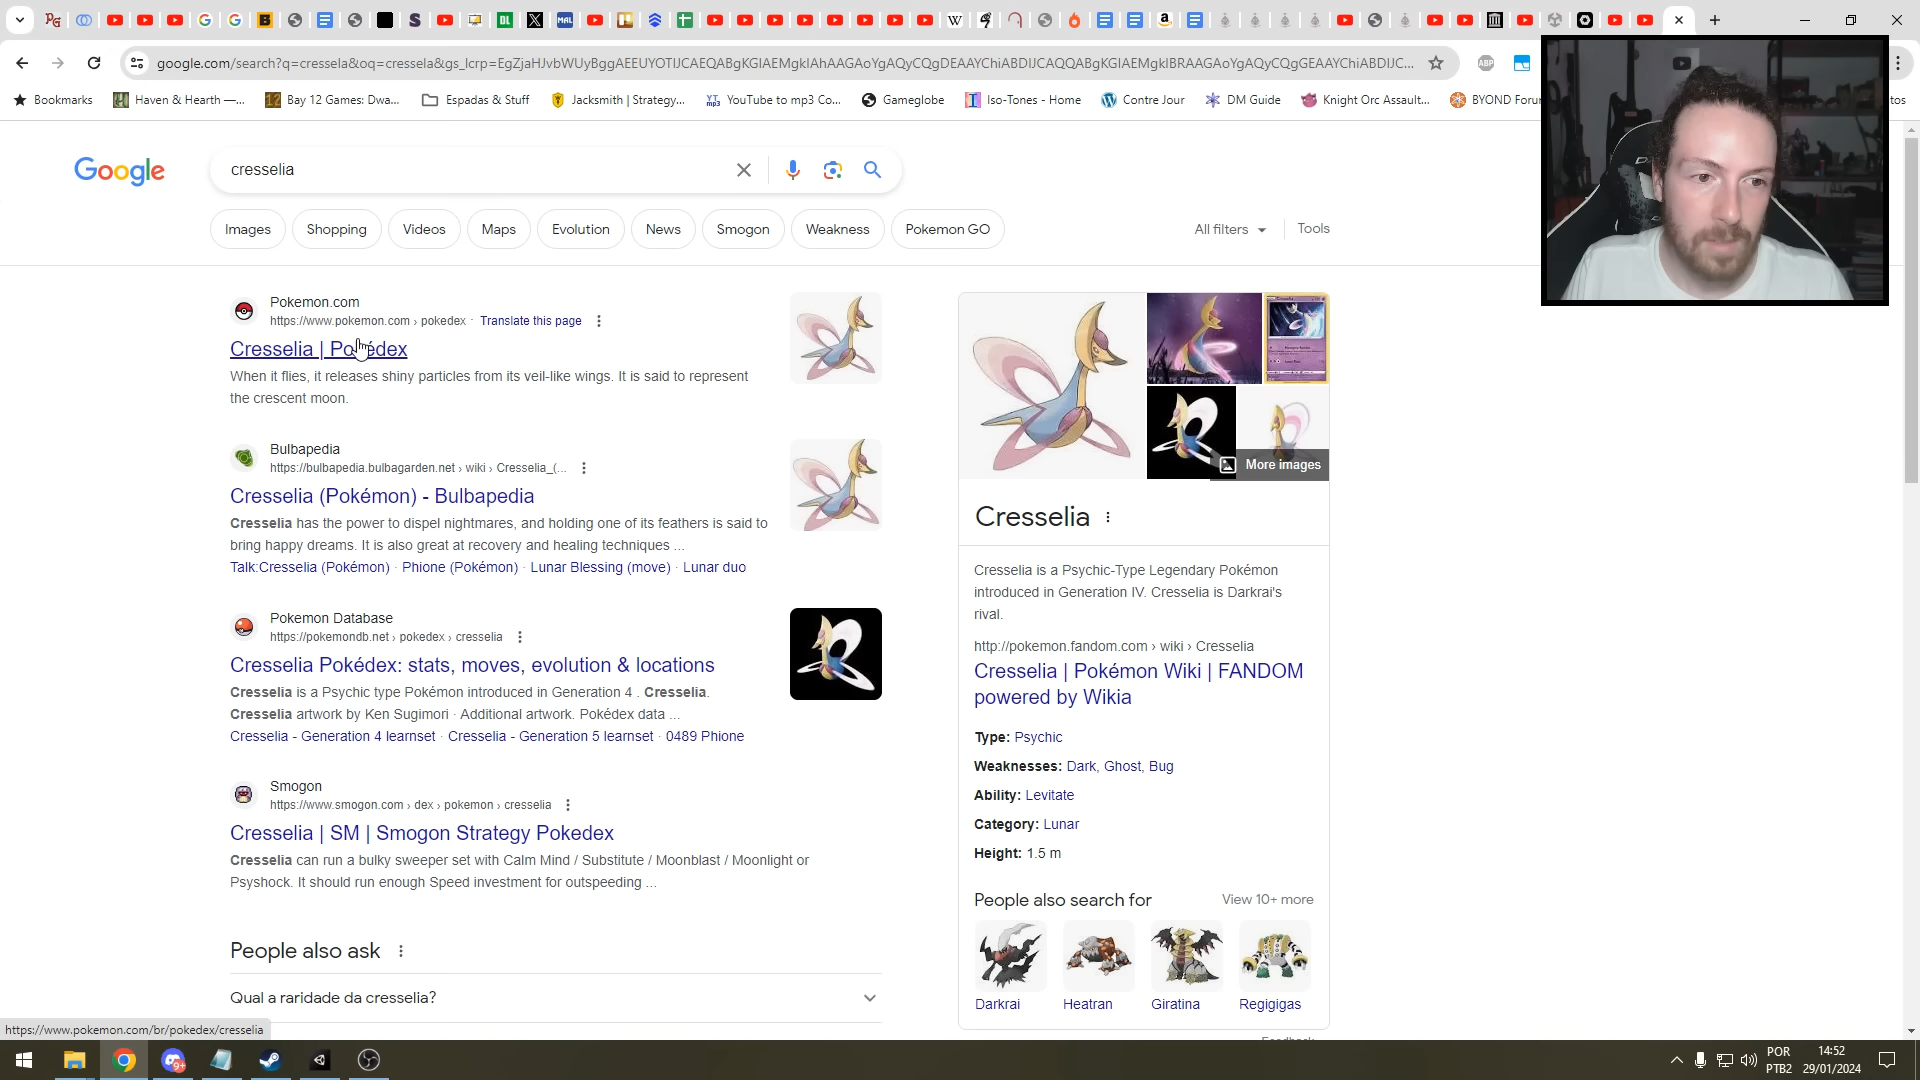 google.com/search?q=cressela&oq=cressela&gs_lcrp=EgZjaHJvbWUyBggAEEUYOTIJCAEQABgKGIAEMgkIAhAAGAoYgAQyCQgDEAAYChiABDIJCAQQABgKGIAEMgkIBRAAGAoYgAQyCQgGEAAYChiABDIJC...
Bookmarks
Haven & Hearth —...
Bay 12 Games: Dwa...
Espadas & Stuff
Jacksmith | Strategy...
YouTube to mp3 Co...
Gameglobe
Iso-Tones - Home
Contre Jour
DM Guide
Knight Orc Assault...
BYOND Foru
tos
Google
cresselia
Images
Shopping
Videos
Maps
Evolution
News
Smogon
Weakness
Pokemon GO
All filters
Tools
Pokemon.com
https://www.pokemon.com › pokedex · Translate this page
Cresselia | Pokédex
When it flies, it releases shiny particles from its veil-like wings. It is said to represent
the crescent moon.
Bulbapedia
https://bulbapedia.bulbagarden.net › wiki › Cresselia_(...
Cresselia (Pokémon) - Bulbapedia
Cresselia has the power to dispel nightmares, and holding one of its feathers is said to
bring happy dreams. It is also great at recovery and healing techniques ...
Talk:Cresselia (Pokémon) · Phione (Pokémon) · Lunar Blessing (move) · Lunar duo
Pokemon Database
https://pokemondb.net › pokedex › cresselia
Cresselia Pokédex: stats, moves, evolution & locations
Cresselia is a Psychic type Pokémon introduced in Generation 4 . Cresselia.
Cresselia artwork by Ken Sugimori · Additional artwork. Pokédex data ...
Cresselia - Generation 4 learnset · Cresselia - Generation 5 learnset · 0489 Phione
Smogon
https://www.smogon.com › dex › pokemon › cresselia
Cresselia | SM | Smogon Strategy Pokedex
Cresselia can run a bulky sweeper set with Calm Mind / Substitute / Moonblast / Moonlight or
Psyshock. It should run enough Speed investment for outspeeding ...
People also ask
Qual a raridade da cresselia?
More images
Cresselia
Cresselia is a Psychic-Type Legendary Pokémon
introduced in Generation IV. Cresselia is Darkrai's
rival.
http://pokemon.fandom.com › wiki › Cresselia
Cresselia | Pokémon Wiki | FANDOM
powered by Wikia
Type: Psychic
Weaknesses: Dark, Ghost, Bug
Ability: Levitate
Category: Lunar
Height: 1.5 m
People also search for
View 10+ more
Darkrai
Heatran
Giratina
Regigigas
https://www.pokemon.com/br/pokedex/cresselia
POR
PTB2
14:52
29/01/2024